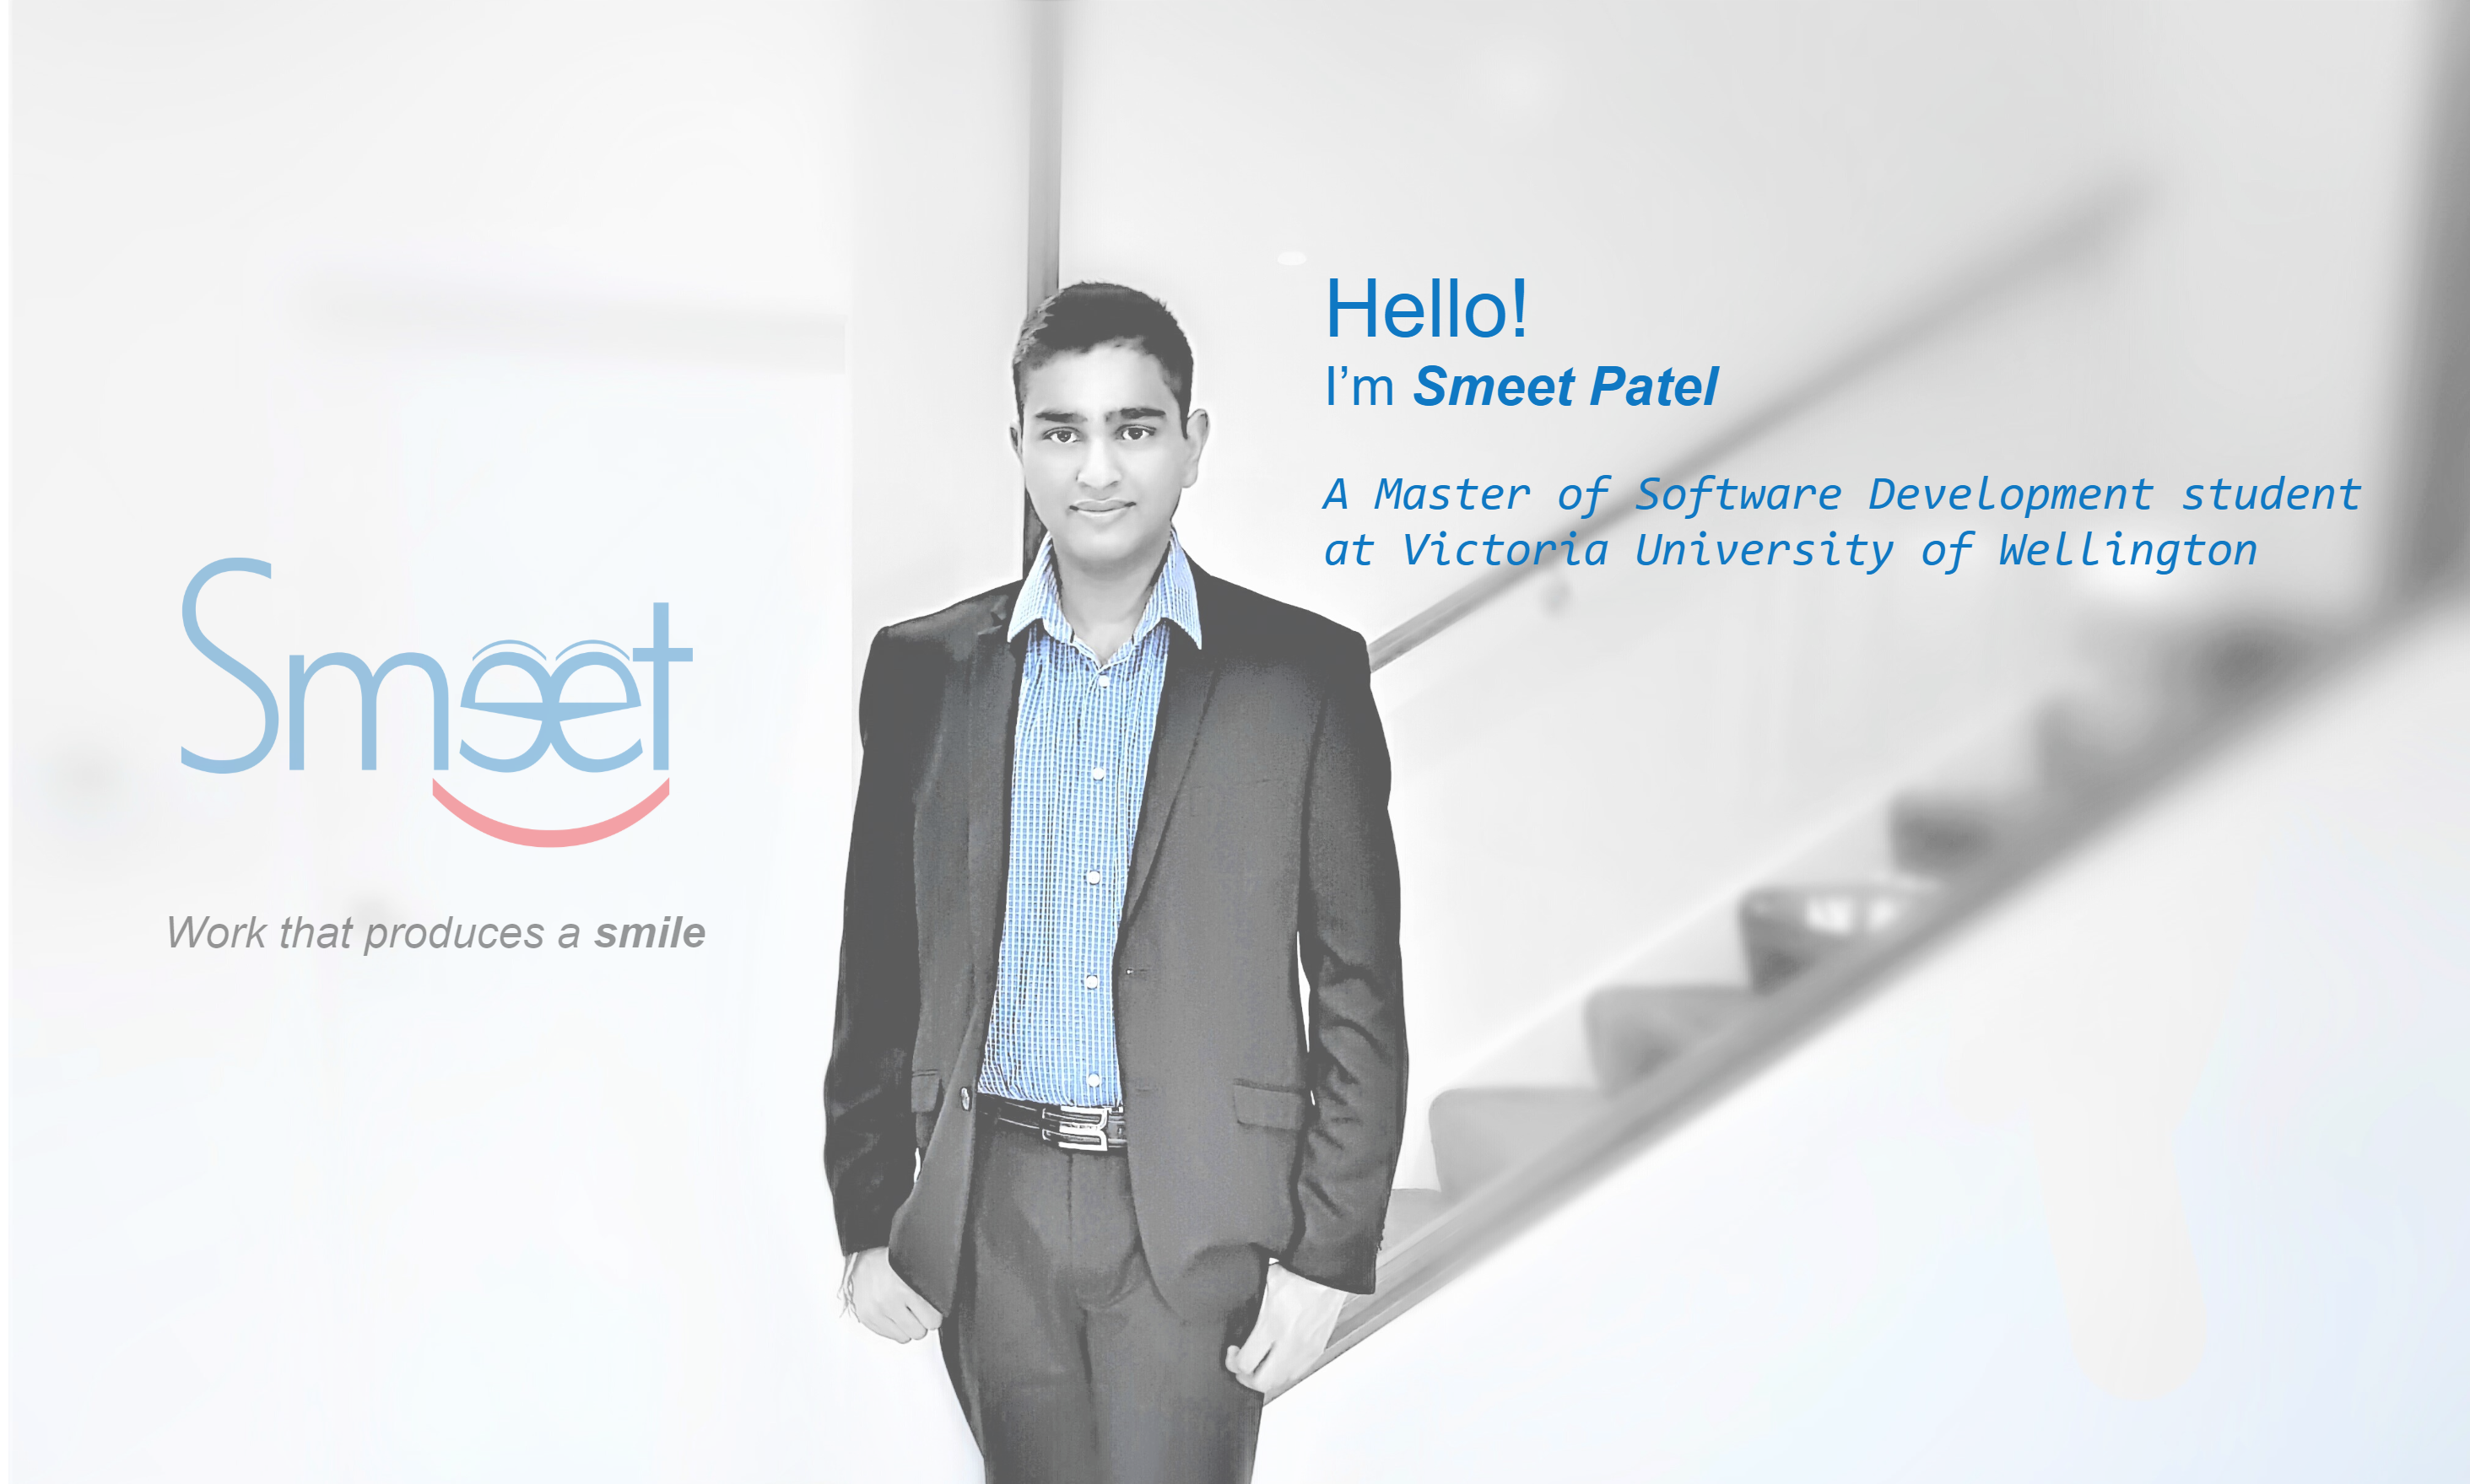 Hello!
I’m Smeet Patel
A Master of Software Development student
at Victoria University of Wellington
Smeet
Work that produces a smile